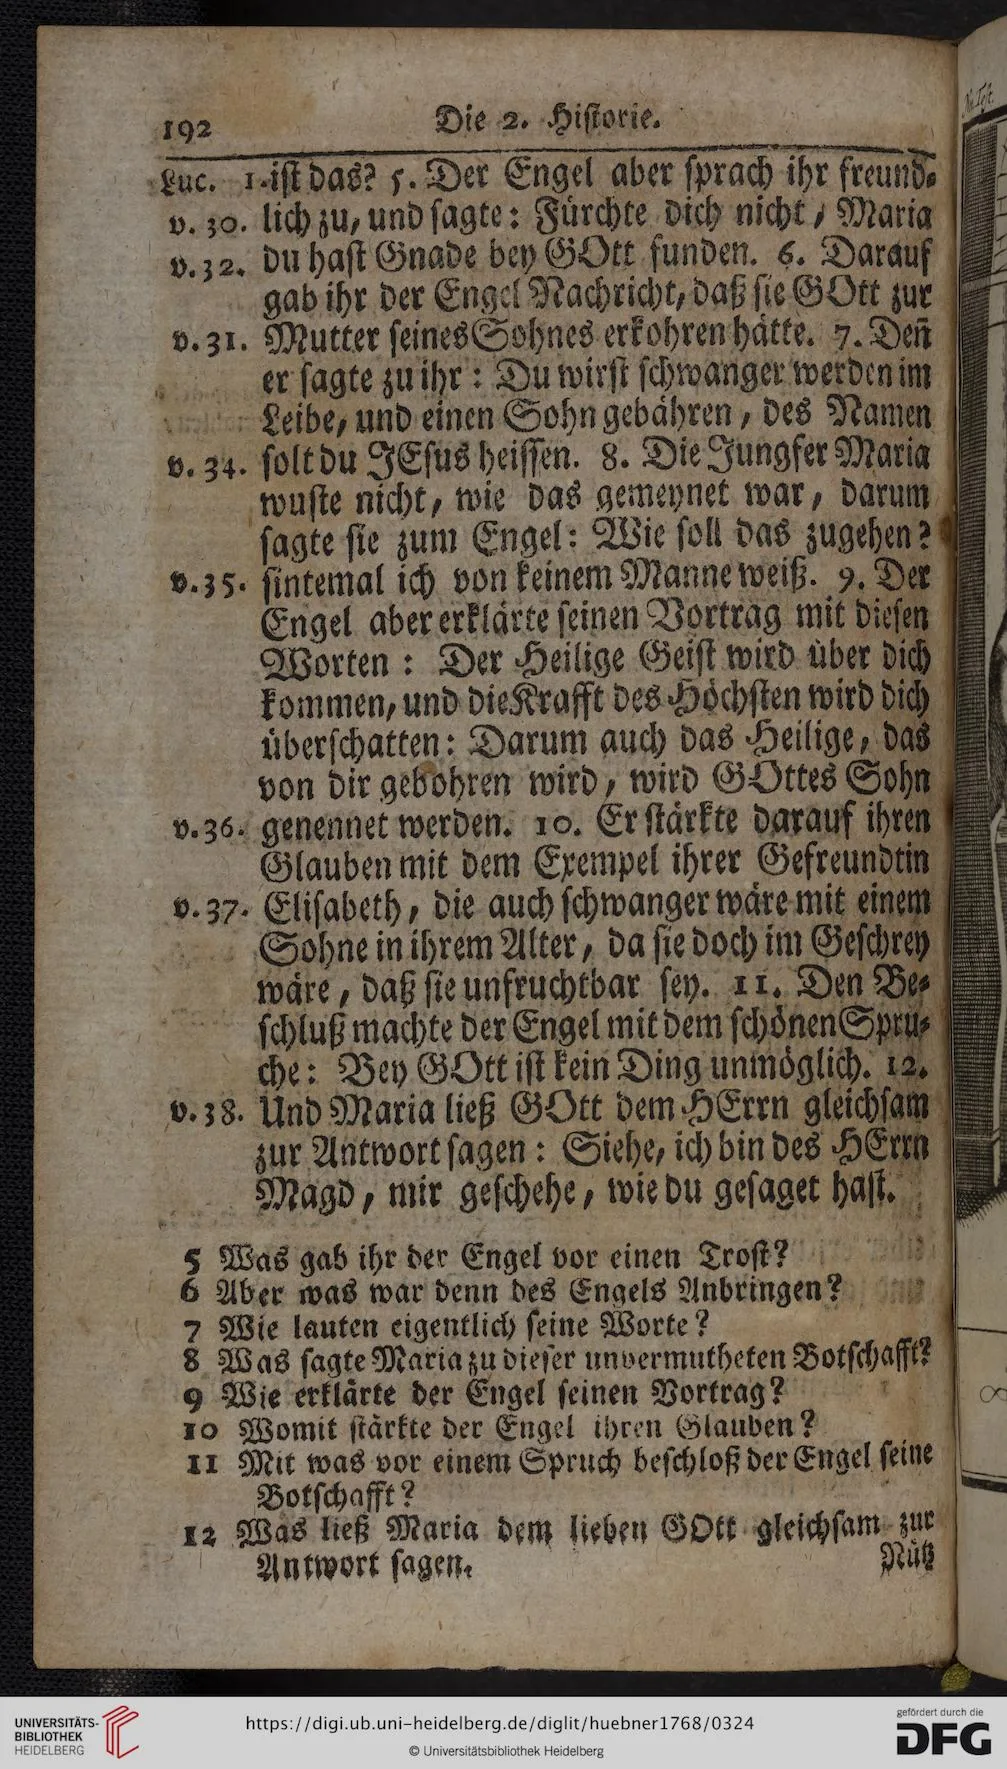 192 Die 2. Historie.
Luc. 1. ist das? 5. Der Engel aber sprach ihr freund-
v. 30. lich zu, und sagte: Fürchte dich nicht, Maria
v. 32. du hast Gnade bey GOtt funden. 6. Darauf
gab ihr der Engel Nachricht, daß sie GOtt zur
v. 31. Mutter seines Sohnes erkohren hätte. 7. Deñ
er sagte zu ihr: Du wirst schwanger werden im
Leibe, und einen Sohn gebähren, des Namen
v. 34. solt du JEsus heissen. 8. Die Jungfer Maria
wuste nicht, wie das gemeynet war, darum
sagte sie zum Engel: Wie soll das zugehen?
v. 35. sintemal ich von keinem Manne weiß. 9. Der
Engel aber erklärte seinen Vortrag mit diesen
Worten: Der Heilige Geist wird über dich
kommen, und die Krafft des Höchsten wird dich
überschatten: Darum auch das Heilige, das
von dir gebohren wird, wird GOttes Sohn
v. 36. genennet werden. 10. Er stärkte darauf ihren
Glauben mit dem Exempel ihrer Gefreundtin
v. 37. Elisabeth, die auch schwanger wäre mit einem
Sohne in ihrem Alter, da sie doch im Geschrey
wäre, daß sie unfruchtbar sey. 11. Den Be-
schluß machte der Engel mit dem schönen Spru-
che: Bey GOtt ist kein Ding unmöglich. 12.
v. 38. Und Maria ließ GOtt dem HErrn gleichsam
zur Antwort sagen: Siehe, ich bin des HErrn
Magd, mir geschehe, wie du gesaget hast.
5 Was gab ihr der Engel vor einen Trost?
6 Aber was war denn des Engels Anbringen?
7 Wie lauten eigentlich seine Worte?
8 Was sagte Maria zu dieser unvermutheten Botschafft?
9 Wie erklärte der Engel seinen Vortrag?
10 Womit stärkte der Engel ihren Glauben?
11 Mit was vor einem Spruch beschloß der Engel seine
Botschafft?
12 Was ließ Maria dem lieben GOtt gleichsam zur
Antwort sagen.
Nütz
UNIVERSITÄTS-
BIBLIOTHEK
HEIDELBERG
https://digi.ub.uni-heidelberg.de/diglit/huebner1768/0324
© Universitätsbibliothek Heidelberg
gefördert durch die
DFG